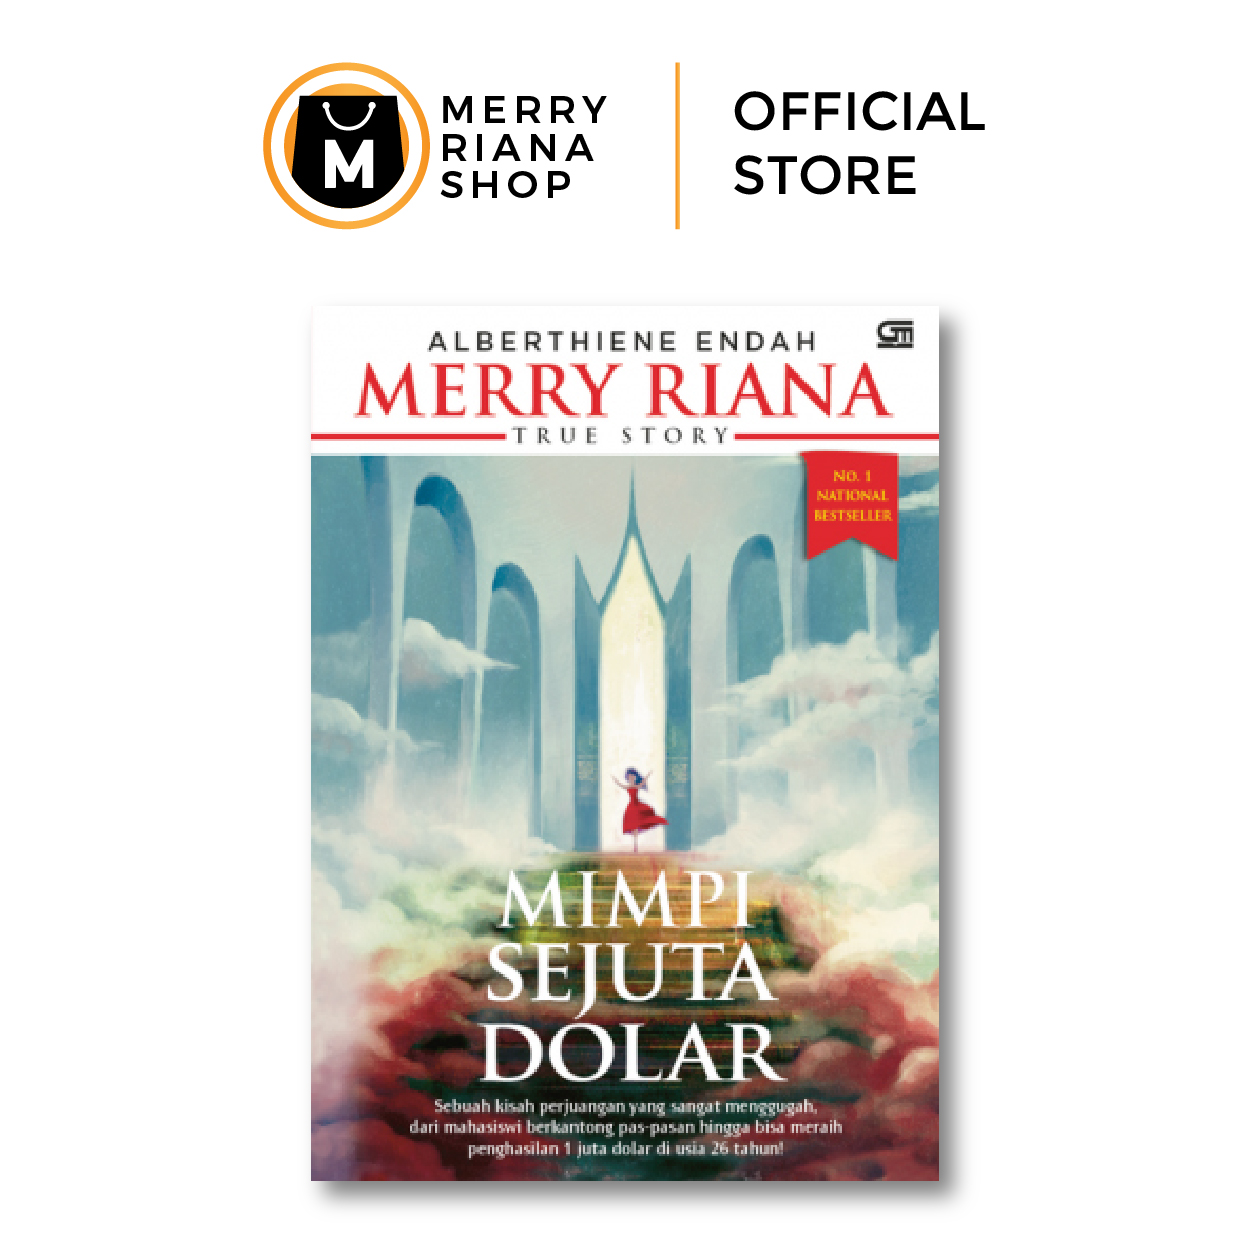 M
MERRY
RIANA
SHOP
OFFICIAL
STORE
ALBERTHIENE ENDAH
GM
MERRY RIANA
TRUE STORY
NO. 1
NATIONAL
BESTSELLER
MIMPI
SEJUTA
DOLAR
Sebuah kisah perjuangan yang sangat menggugah,
dari mahasiswi berkantong pas-pasan hingga bisa meraih
penghasilan 1 juta dolar di usia 26 tahun!